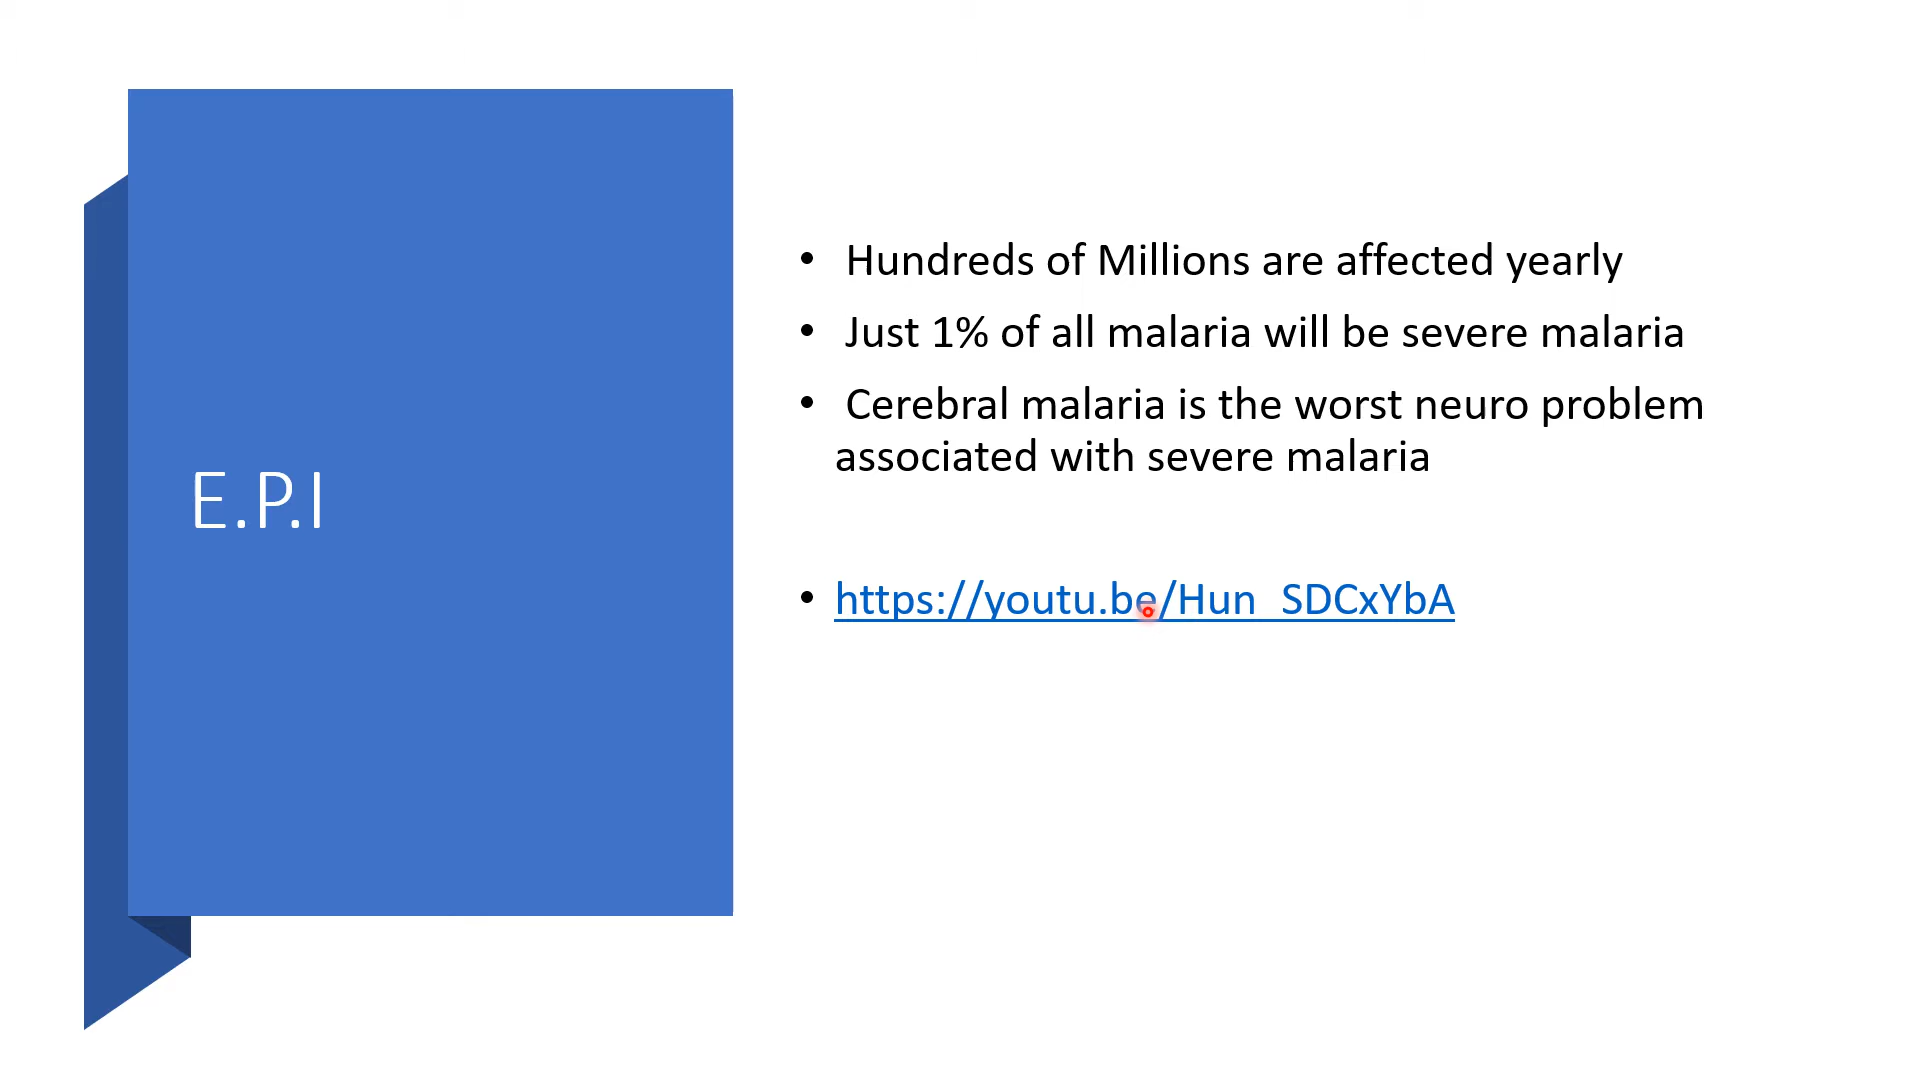 E.P.I
• Hundreds of Millions are affected yearly
• Just 1% of all malaria will be severe malaria
• Cerebral malaria is the worst neuro problem
associated with severe malaria
• https://youtu.be/Hun_SDCxYbA